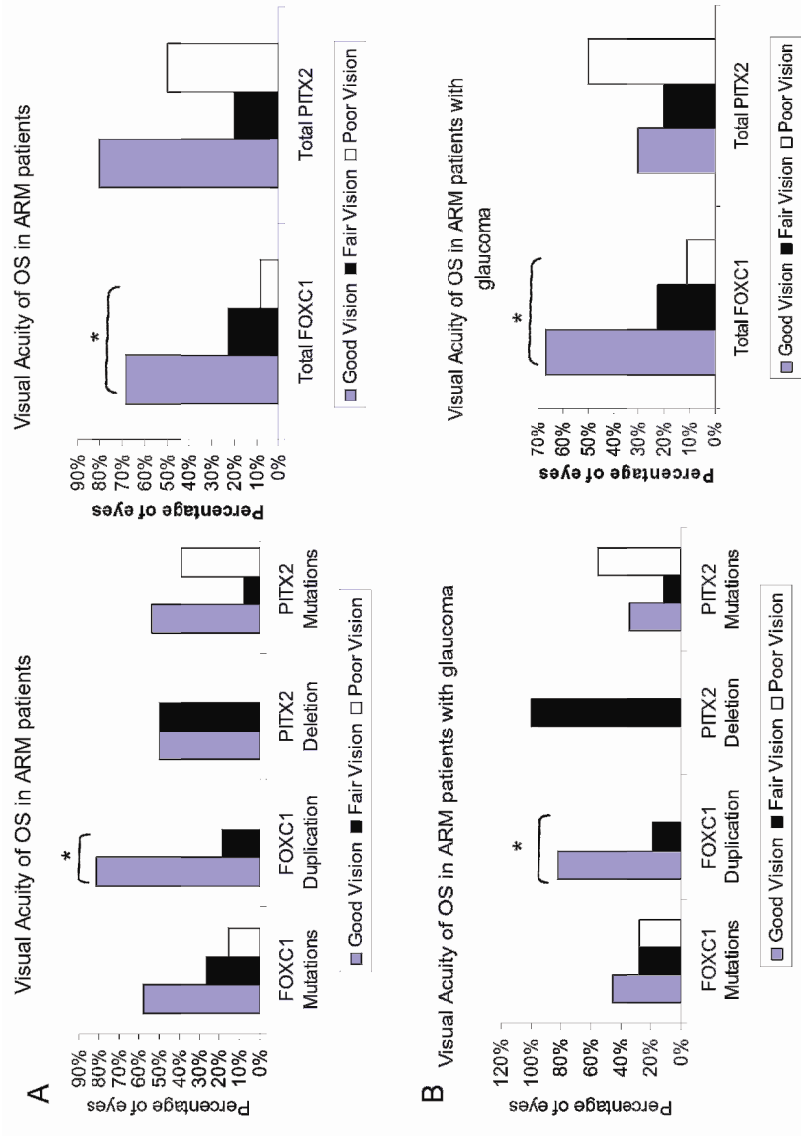 A
Visual Acuity of OS in ARM patients
Percentage of eyes
90%
80%
70%
60%
50%
40%
30%
20%
10%
0%
*
FOXC1 Mutations
FOXC1 Duplication
PITX2 Deletion
PITX2 Mutations
Good Vision Fair Vision Poor Vision
Visual Acuity of OS in ARM patients
Percentage of eyes
90%
80%
70%
60%
50%
40%
30%
20%
10%
0%
*
Total FOXC1
Total PITX2
Good Vision Fair Vision Poor Vision
B
Visual Acuity of OS in ARM patients with glaucoma
Percentage of eyes
120%
100%
80%
60%
40%
20%
0%
*
FOXC1 Mutations
FOXC1 Duplication
PITX2 Deletion
PITX2 Mutations
Good Vision Fair Vision Poor Vision
Visual Acuity of OS in ARM patients with
glaucoma
Percentage of eyes
70%
60%
50%
40%
30%
20%
10%
0%
*
Total FOXC1
Total PITX2
Good Vision Fair Vision Poor Vision